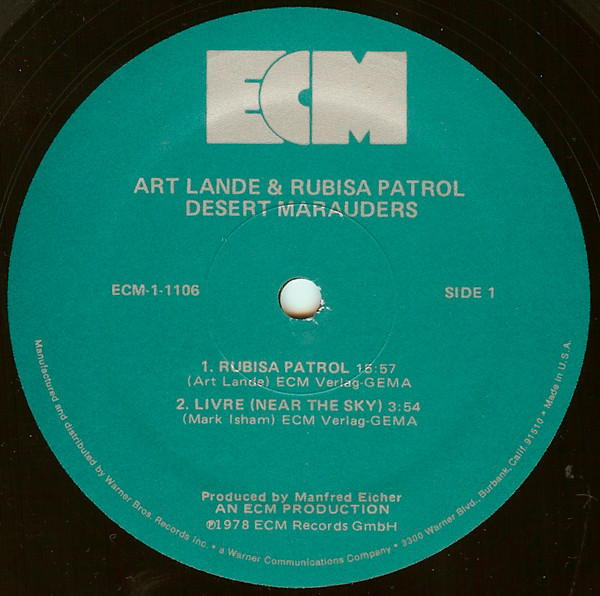 ECM
ART LANDE & RUBISA PATROL
DESERT MARAUDERS
ECM-1-1106
SIDE 1
1. RUBISA PATROL 15:57
(Art Lande) ECM Verlag-GEMA
2. LIVRE (NEAR THE SKY) 3:54
(Mark Isham) ECM Verlag-GEMA
Produced by Manfred Eicher
AN ECM PRODUCTION
℗1978 ECM Records GmbH
Manufactured and distributed by Warner Bros. Records Inc. • a Warner Communications Company • 3300 Warner Blvd., Burbank, Calif. 91510 • Made in U.S.A.